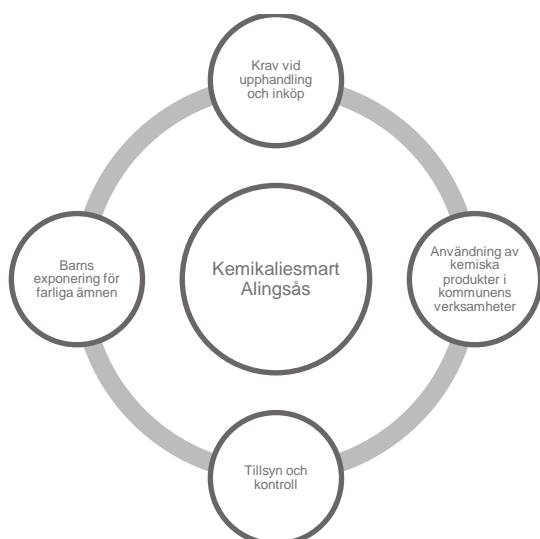 Krav vid
upphandling
och inköp
Barns
exponering för
farliga ämnen
Kemikaliesmart
Alingsås
Användning av
kemiska
produkter i
kommunens
verksamheter
Tillsyn och
kontroll